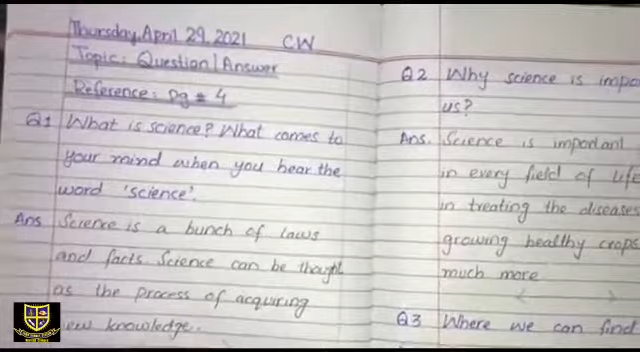 Thursday, April 29, 2021 CW
Topic: Question/Answer
Reference: pg # 4
Q1 What is science? What comes to
your mind when you hear the
word 'science'.
Ans Science is a bunch of laws
and facts. Science can be thought
as the process of acquiring
new knowledge.
Q2 Why science is impo
us?
Ans. Science is important
in every field of life
in treating the diseases
growing healthy crops
much more
Q3 Where we can find